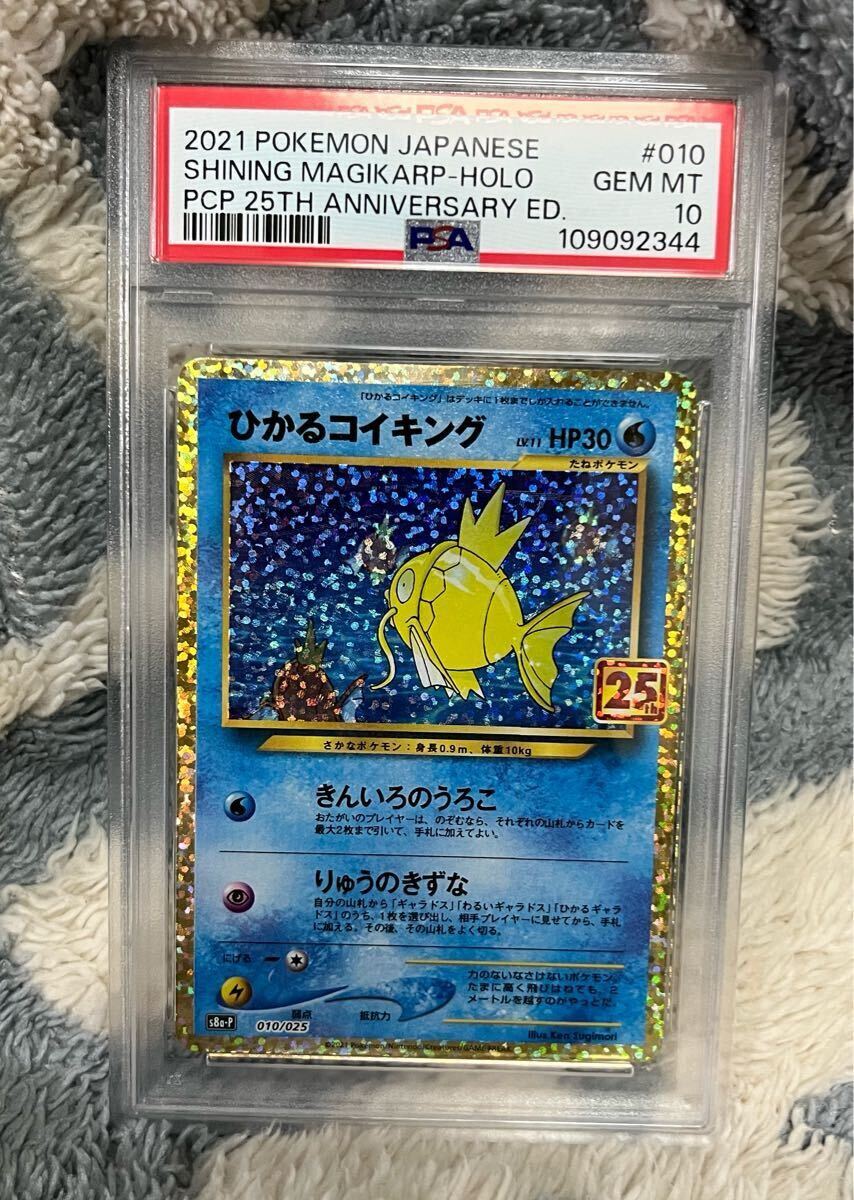 2021 POKEMON JAPANESE #010
SHINING MAGIKARP-HOLO GEM MT
PCP 25TH ANNIVERSARY ED. 10
PSA 109092344
「ひかるコイキング」はデッキに1枚までしか入れることができません。
ひかるコイキング LV.11 HP30
たねポケモン
25th
さかなポケモン:身長0.9m、体重10kg
きんいろのうろこ
おたがいのプレイヤーは、のぞむなら、それぞれの山札からカードを
最大2枚まで引いて、手札に加えてよい。
りゅうのきずな
自分の山札から「ギャラドス」「わるいギャラドス」「ひかるギャラ
ドス」のうち、1枚を選び出し、相手プレイヤーに見せてから、手札
に加える。その後、その山札をよく切る。
にげる
力のないなさけないポケモン。
たまに高く飛びはねても、2
メートルを越すのがやっとだ。
弱点 抵抗力
s8a-P 010/025
Illus.Ken Sugimori
©2021 Pokémon/Nintendo/Creatures/GAME FREAK